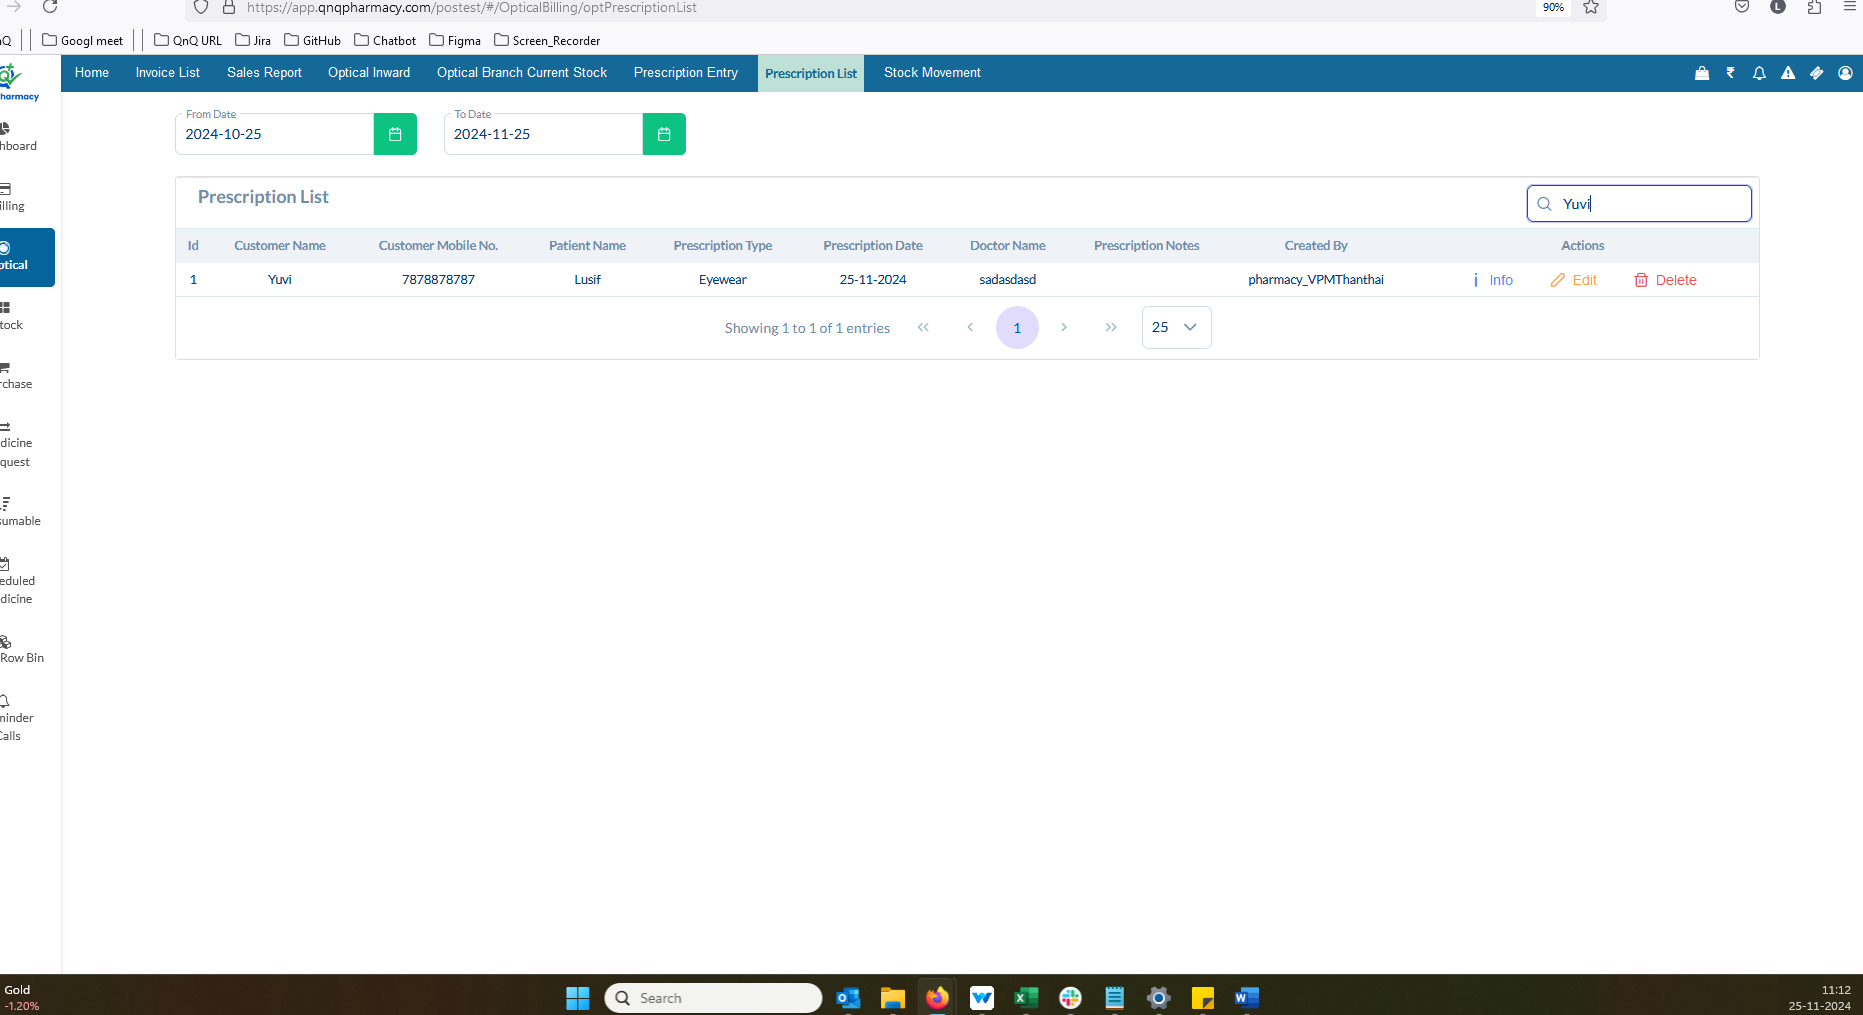 https://app.qnqpharmacy.com/postest/#/OpticalBilling/optPrescriptionList
90%
L
Q
Googl meet
QnQ URL
Jira
GitHub
Chatbot
Figma
Screen_Recorder
harmacy
Home
Invoice List
Sales Report
Optical Inward
Optical Branch Current Stock
Prescription Entry
Prescription List
Stock Movement
hboard
illing
ptical
tock
rchase
dicine
quest
sumable
eduled
dicine
Row Bin
minder
Calls
From Date
2024-10-25
To Date
2024-11-25
Prescription List
Yuvi
Id Customer Name Customer Mobile No. Patient Name Prescription Type Prescription Date Doctor Name Prescription Notes Created By Actions
1 Yuvi 7878878787 Lusif Eyewear 25-11-2024 sadasdasd pharmacy_VPMThanthai Info Edit Delete
Showing 1 to 1 of 1 entries « ‹ 1 › » 25
Gold
-1.20%
Search
11:12
25-11-2024